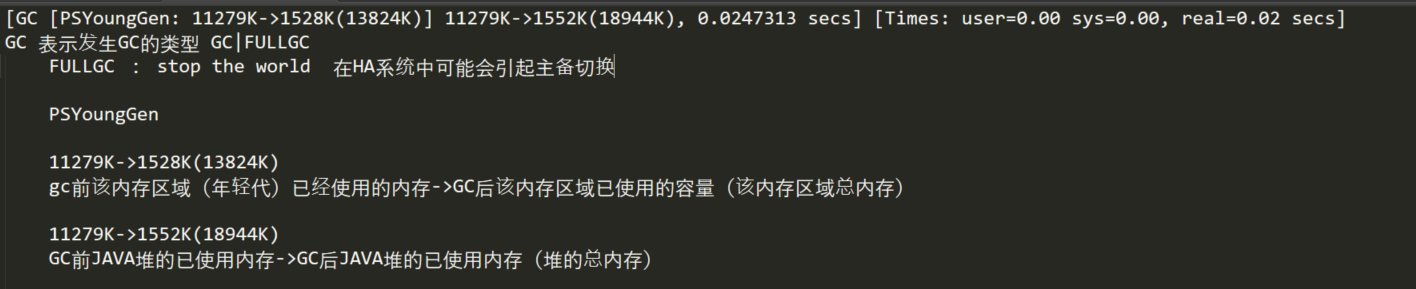 [GC [PSYoungGen: 11279K->1528K(13824K)] 11279K->1552K(18944K), 0.0247313 secs] [Times: user=0.00 sys=0.00, real=0.02 secs]
GC 表示发生GC的类型 GC|FULLGC
FULLGC : stop the world 在HA系统中可能会引起主备切换
PSYoungGen
11279K->1528K(13824K)
gc前该内存区域（年轻代）已经使用的内存->GC后该内存区域已使用的容量（该内存区域总内存）
11279K->1552K(18944K)
GC前JAVA堆的已使用内存->GC后JAVA堆的已使用内存（堆的总内存）